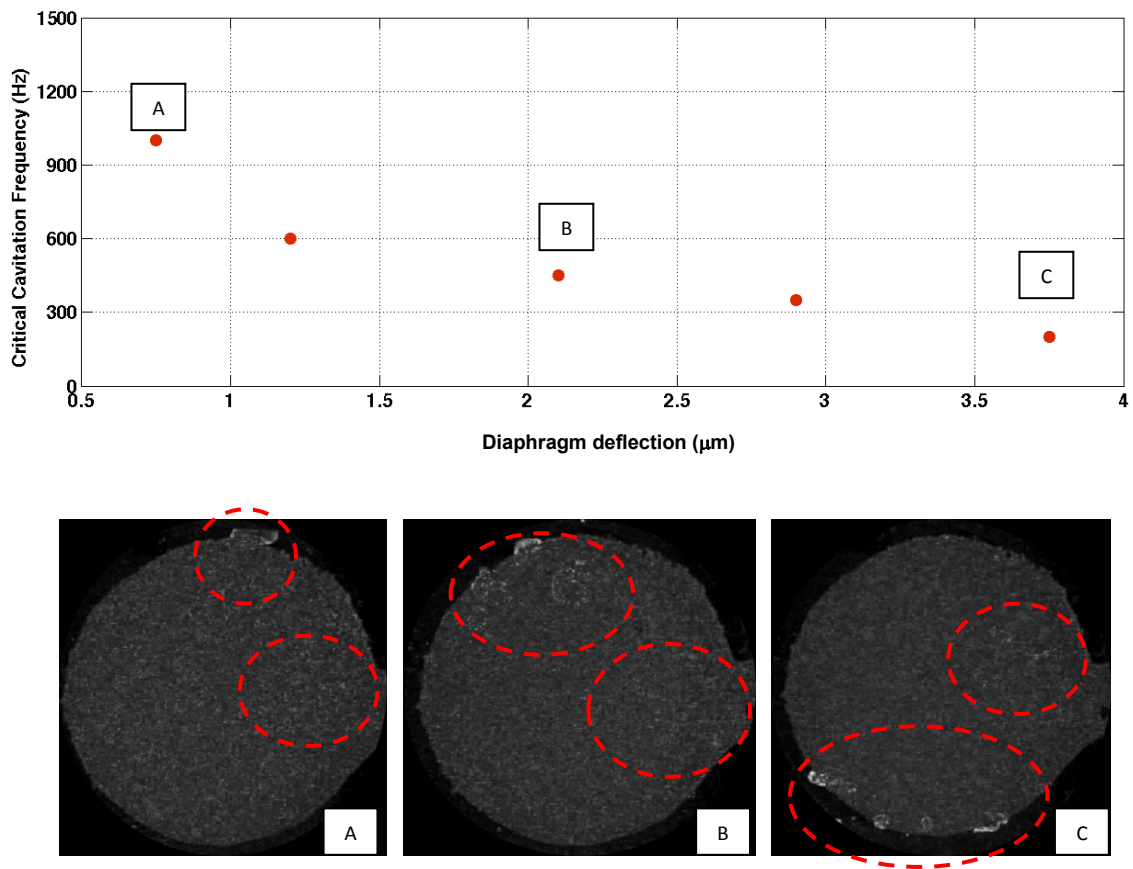 1500
1200
900
600
300
0
Critical Cavitation Frequency (Hz)
A
B
C
0.5 1 1.5 2 2.5 3 3.5 4
Diaphragm deflection (μm)
A
B
C